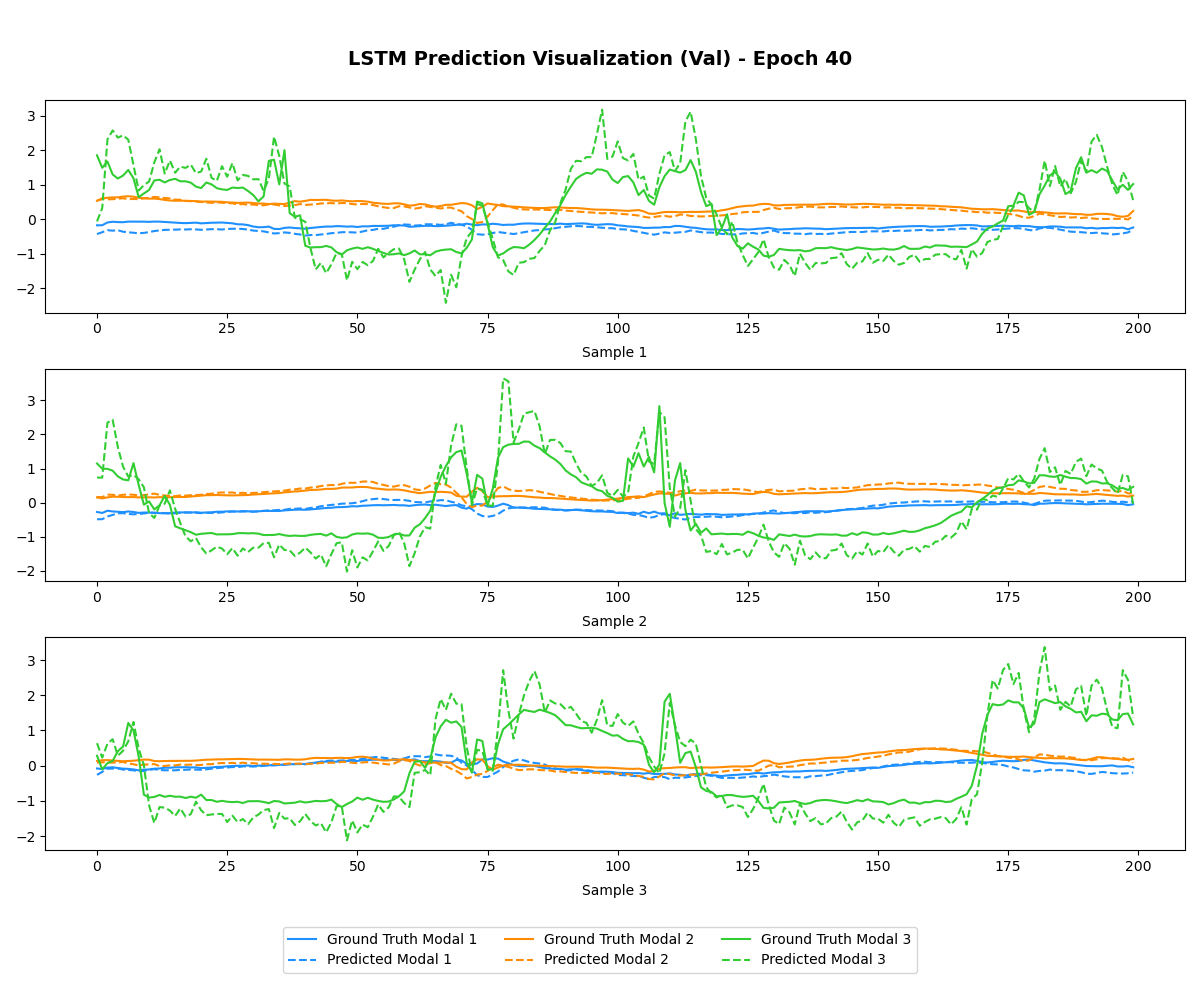 LSTM Prediction Visualization (Val) - Epoch 40
3
2
1
0
−1
−2
0 25 50 75 100 125 150 175 200
Sample 1
3
2
1
0
−1
−2
0 25 50 75 100 125 150 175 200
Sample 2
3
2
1
0
−1
−2
0 25 50 75 100 125 150 175 200
Sample 3
Ground Truth Modal 1 Ground Truth Modal 2 Ground Truth Modal 3
Predicted Modal 1 Predicted Modal 2 Predicted Modal 3